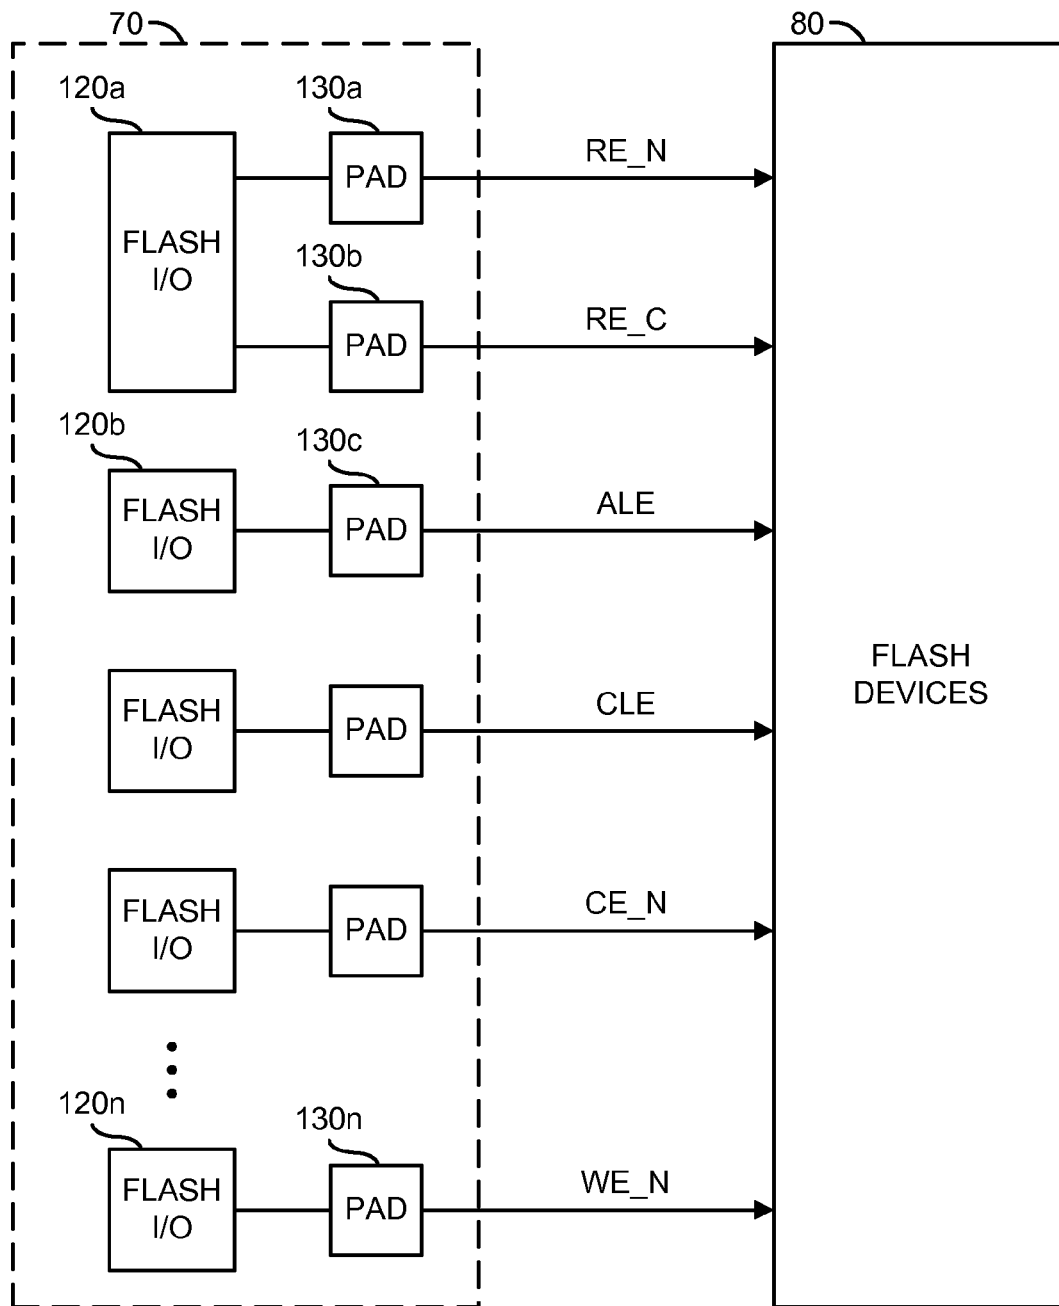 70
80
120a
130a
FLASH
I/O
PAD
RE_N
130b
PAD
RE_C
120b
130c
FLASH
I/O
PAD
ALE
FLASH
I/O
PAD
CLE
FLASH
DEVICES
FLASH
I/O
PAD
CE_N
120n
130n
FLASH
I/O
PAD
WE_N